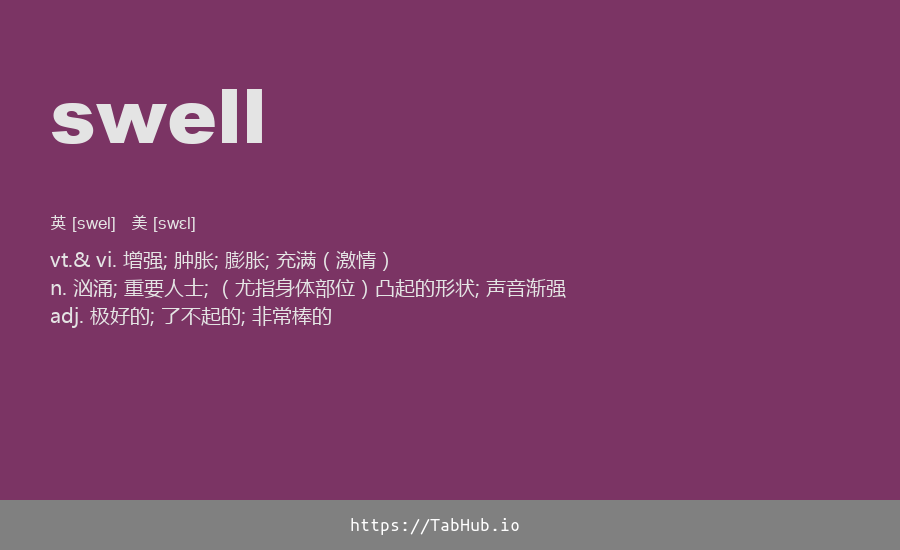 swell
英 [swel] 美 [swɛl]
vt.& vi. 增强; 肿胀; 膨胀; 充满（激情）
n. 汹涌; 重要人士; （尤指身体部位）凸起的形状; 声音渐强
adj. 极好的; 了不起的; 非常棒的
https://TabHub.io